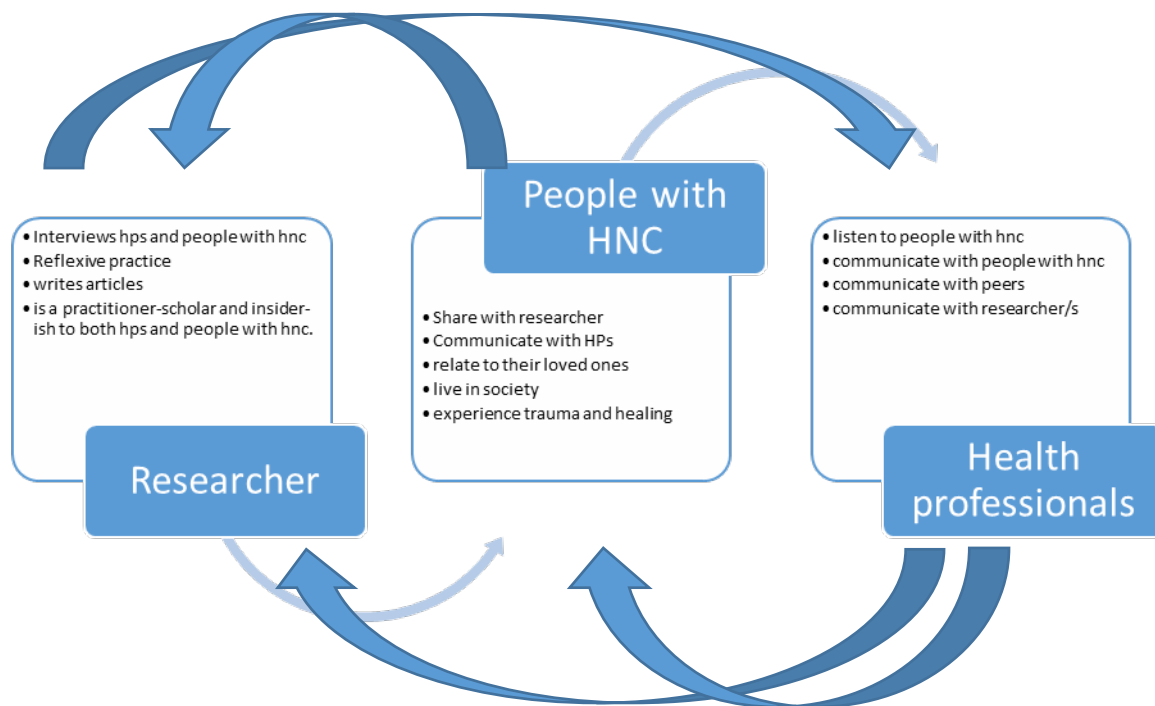 • Interviews hps and people with hnc
• Reflexive practice
• writes articles
• is a practitioner-scholar and insider-
ish to both hps and people with hnc.
Researcher
People with
HNC
• Share with researcher
• Communicate with HPs
• relate to their loved ones
• live in society
• experience trauma and healing
• listen to people with hnc
• communicate with people with hnc
• communicate with peers
• communicate with researcher/s
Health
professionals